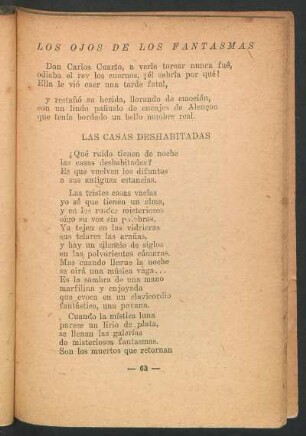 LOS OJOS DE LOS FANTASMAS
Don Carlos Cuarto, a verle torear nunca fué,
odiaba el rey los cuernos, ¡él sabría por qué!
Ella le vió caer una tarde fatal,
y restañó su herida, llorando de emoción,
con un lindo pañuelo de encajes de Alençon
que tenía bordado un bello nombre real.
LAS CASAS DESHABITADAS
¿Qué ruido tienen de noche
las casas deshabitadas?
Es que vuelven los difuntos
a sus antiguas estancias.
Las tristes casas vacías
yo sé que tienen un alma,
y en los ruidos misteriosos
oigo su voz sin palabras.
Ya tejen en las vidrieras
sus telares las arañas,
y hay un silencio de siglos
en las polvorientas cámaras.
Mas cuando llegue la noche
se oirá una música vaga...
Es la sombra de una mano
marfilina y enjoyada
que evoca en un clavicordio
fantástico, una pavana.
Cuando la mística luna
parece un lirio de plata,
se llenan las galerías
de misteriosos fantasmas.
Son los muertos que retornan
— 63 —